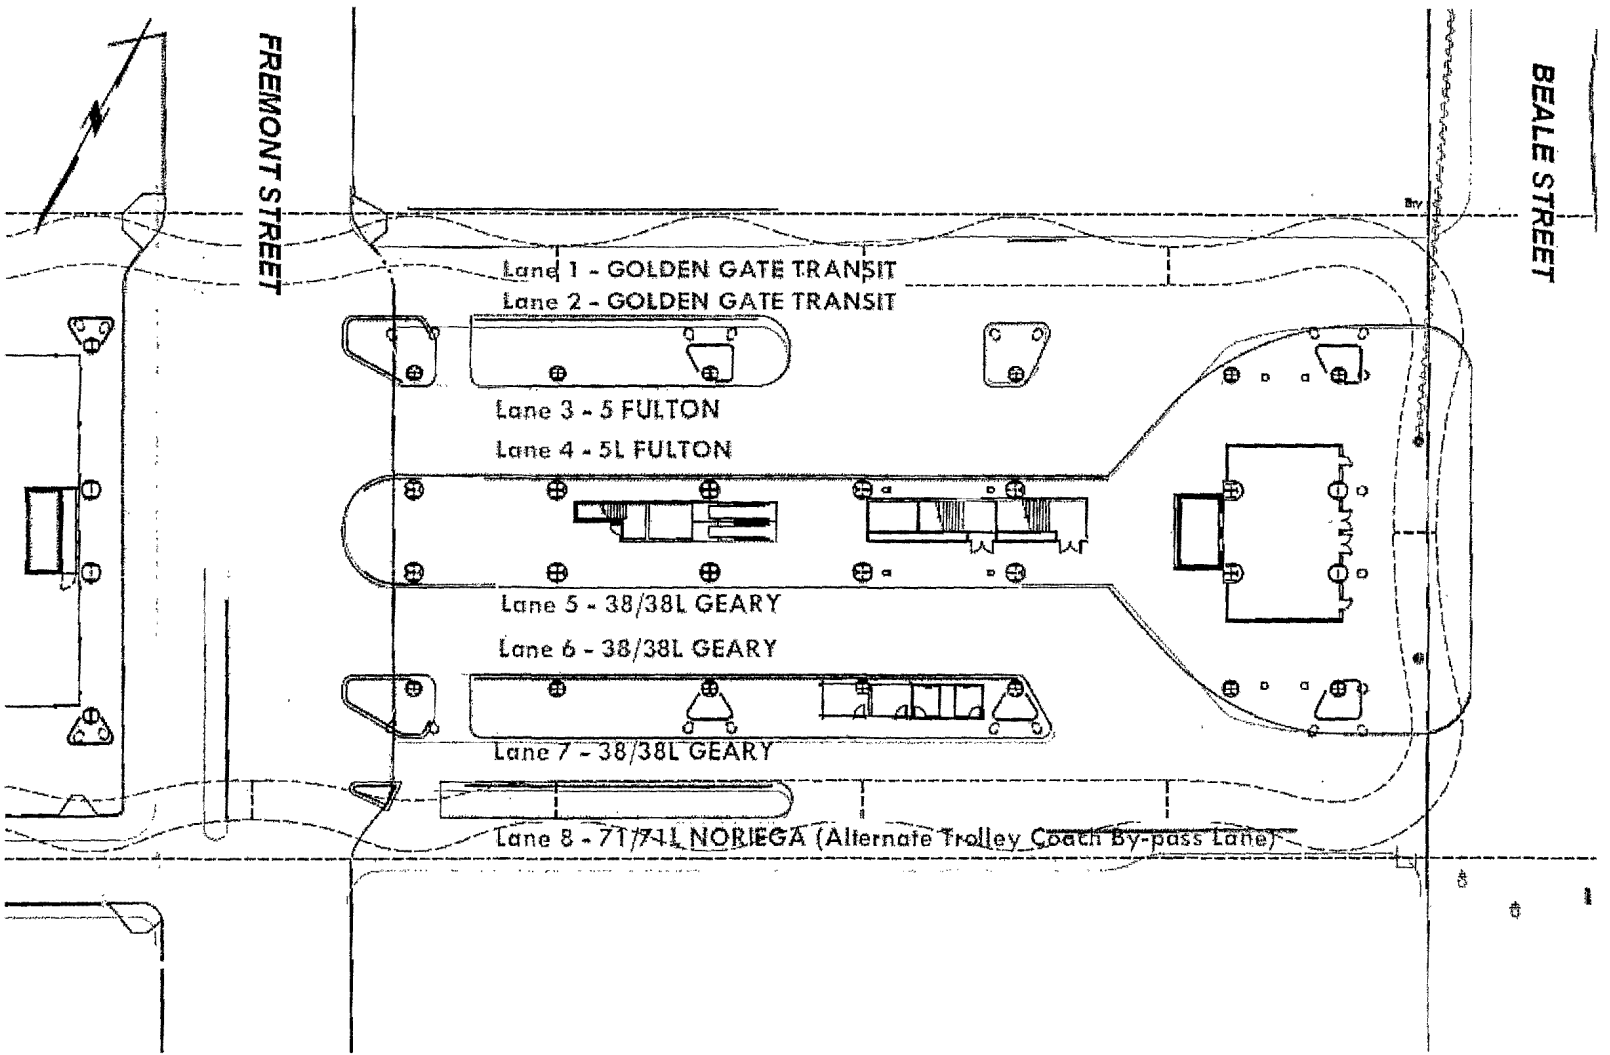 FREMONT STREET
BEALE STREET
Lane 1 - GOLDEN GATE TRANSIT
Lane 2 - GOLDEN GATE TRANSIT
Lane 3 - 5 FULTON
Lane 4 - 5L FULTON
Lane 5 - 38/38L GEARY
Lane 6 - 38/38L GEARY
Lane 7 - 38/38L GEARY
Lane 8 - 71/71L NORIEGA (Alternate Trolley Coach By-pass Lane)